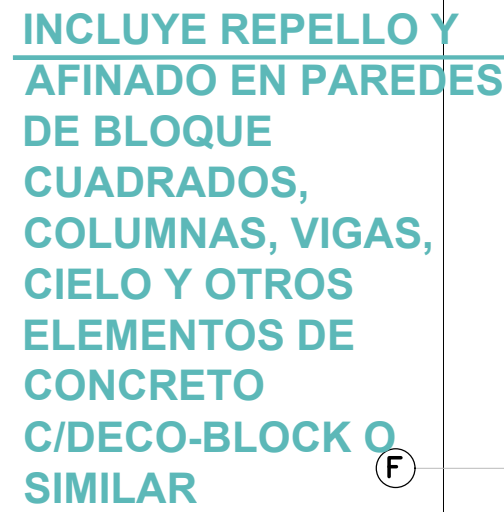 INCLUYE REPELLO Y
AFINADO EN PAREDES
DE BLOQUE
CUADRADOS,
COLUMNAS, VIGAS,
CIELO Y OTROS
ELEMENTOS DE
CONCRETO
C/DECO-BLOCK O
SIMILAR
F